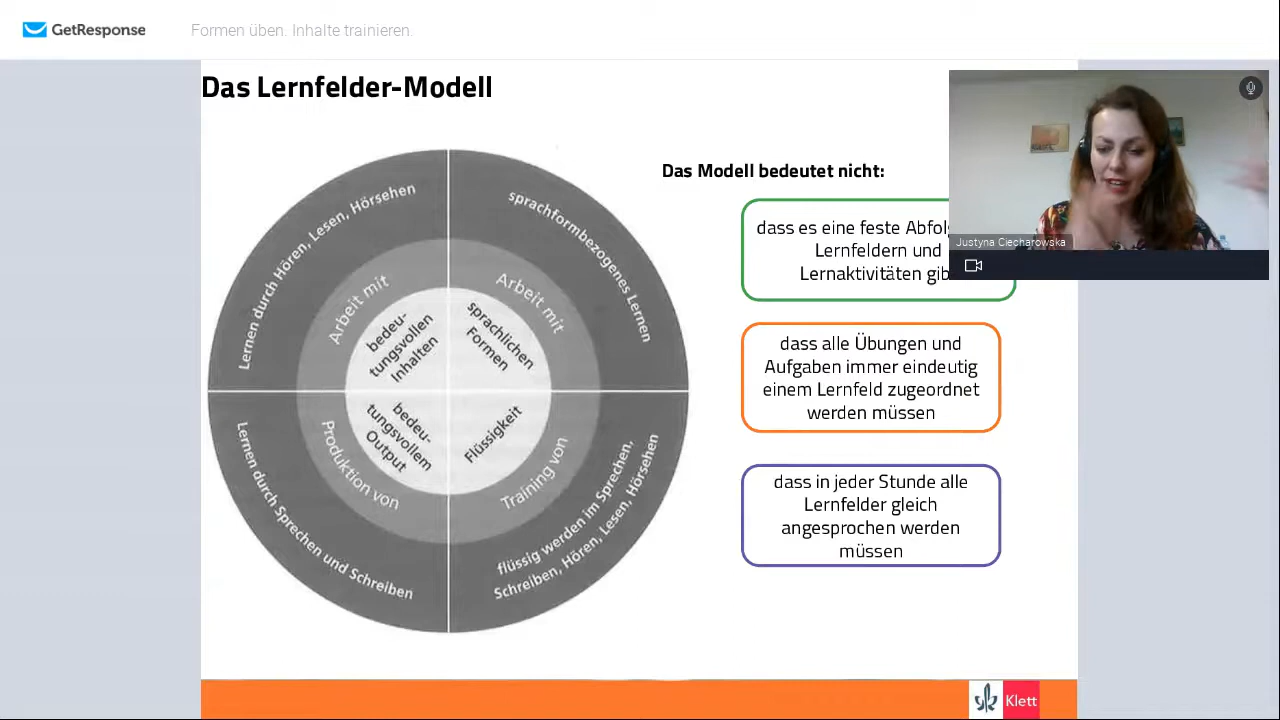 GetResponse
Formen üben. Inhalte trainieren.
Das Lernfelder-Modell
Lernen durch Hören, Lesen, Hörsehen
Arbeit mit
bedeu-
tungsvollen
Inhalten
sprachformbezogenes Lernen
Arbeit mit
sprachlichen
Formen
Lernen durch Sprechen und Schreiben
Produktion von
bedeu-
tungsvollem
Output
flüssig werden im Sprechen,
Schreiben, Hören, Lesen, Hörsehen
Training von
Flüssigkeit
Das Modell bedeutet nicht:
dass es eine feste
Lernfeldern und
Lernaktivitäten
dass alle Übungen und
Aufgaben immer eindeutig
einem Lernfeld zugeordnet
werden müssen
dass in jeder Stunde alle
Lernfelder gleich
angesprochen werden
müssen
Justyna Ciecharowska
Klett